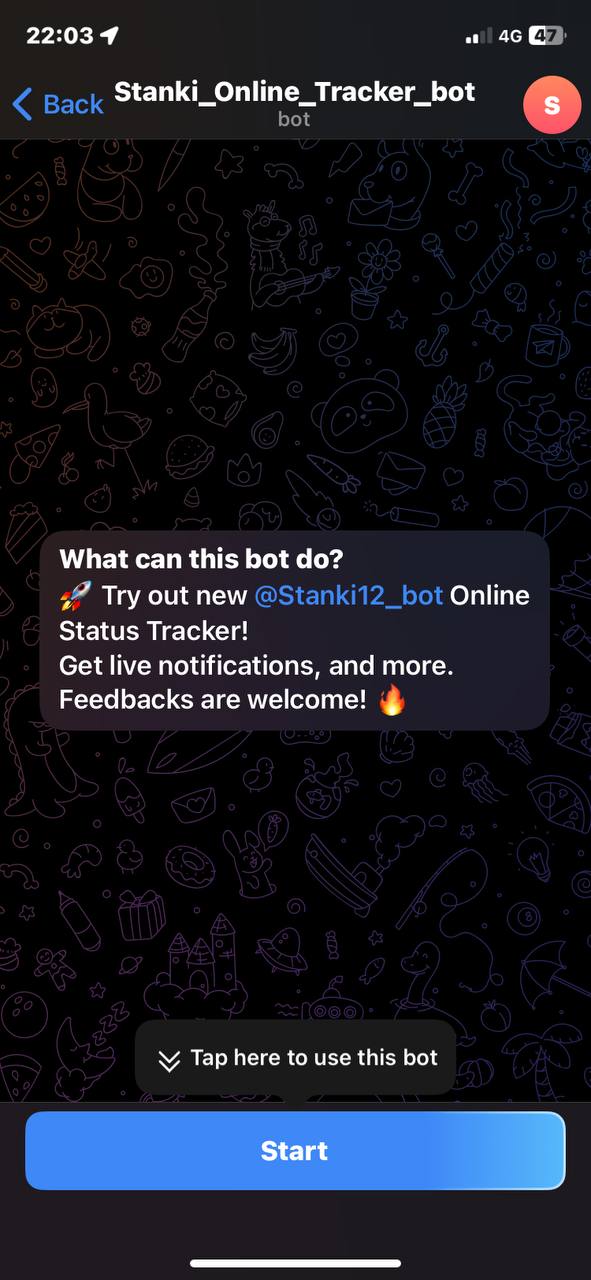 22:03
4G
47
Back
Stanki_Online_Tracker_bot
bot
S
What can this bot do?
🚀 Try out new @Stanki12_bot Online
Status Tracker!
Get live notifications, and more.
Feedbacks are welcome! 🔥
Tap here to use this bot
Start